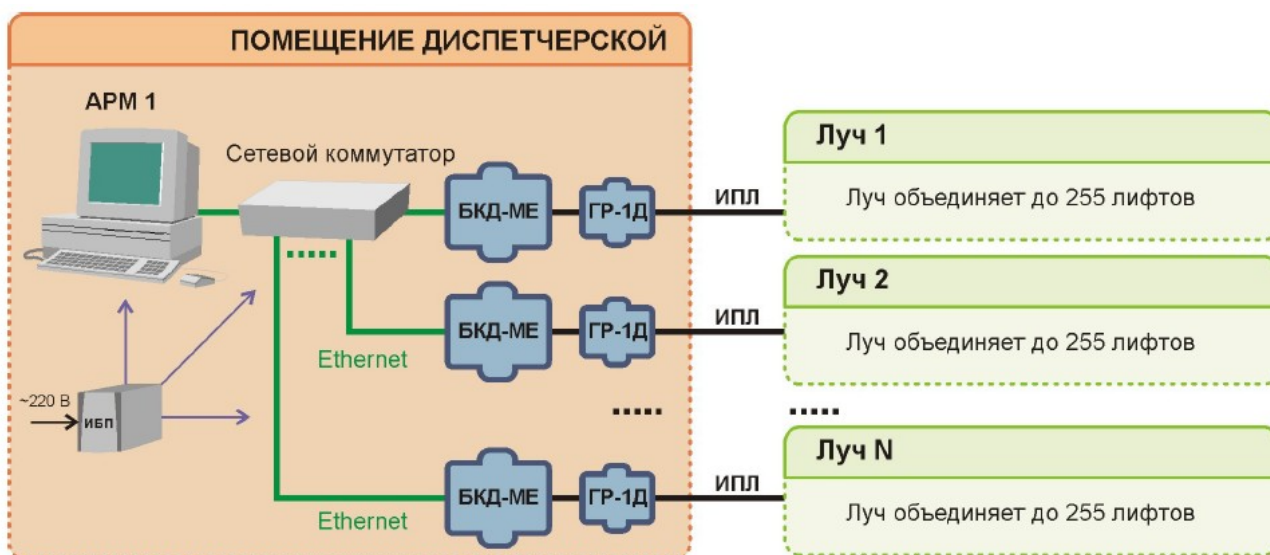 ПОМЕЩЕНИЕ ДИСПЕТЧЕРСКОЙ
АРМ 1
Сетевой коммутатор
БКД-МЕ
ГР-1Д
ИПЛ
Луч 1
Луч объединяет до 255 лифтов
Ethernet
БКД-МЕ
ГР-1Д
ИПЛ
Луч 2
Луч объединяет до 255 лифтов
~220 В
ИБП
Ethernet
БКД-МЕ
ГР-1Д
ИПЛ
Луч N
Луч объединяет до 255 лифтов